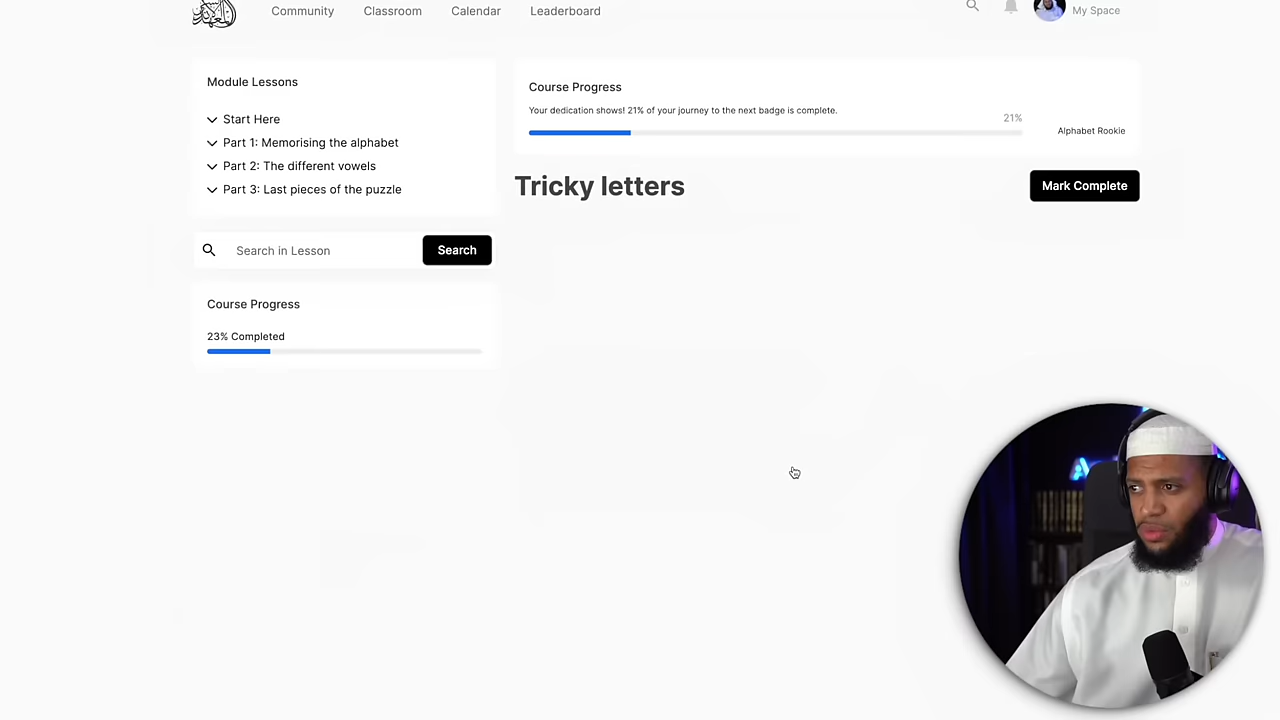 Community
Classroom
Calendar
Leaderboard
My Space
Module Lessons
Start Here
Part 1: Memorising the alphabet
Part 2: The different vowels
Part 3: Last pieces of the puzzle
Search in Lesson
Search
Course Progress
23% Completed
Course Progress
Your dedication shows! 21% of your journey to the next badge is complete.
21%
Alphabet Rookie
Tricky letters
Mark Complete